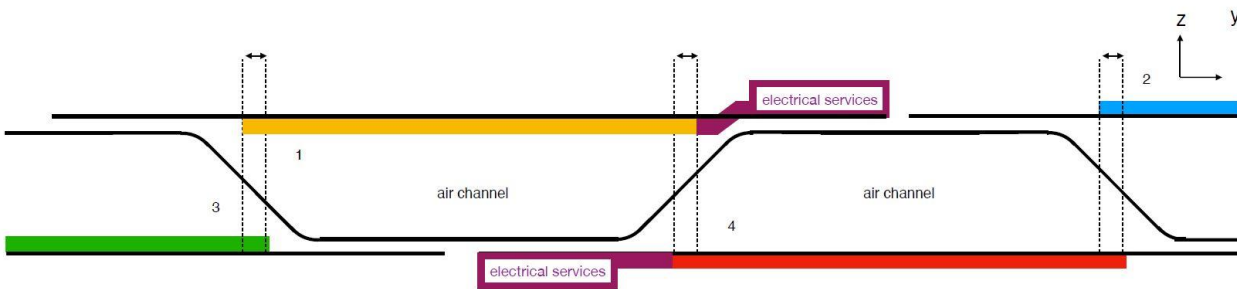 z
y
2
electrical services
1
air channel
air channel
3
4
electrical services